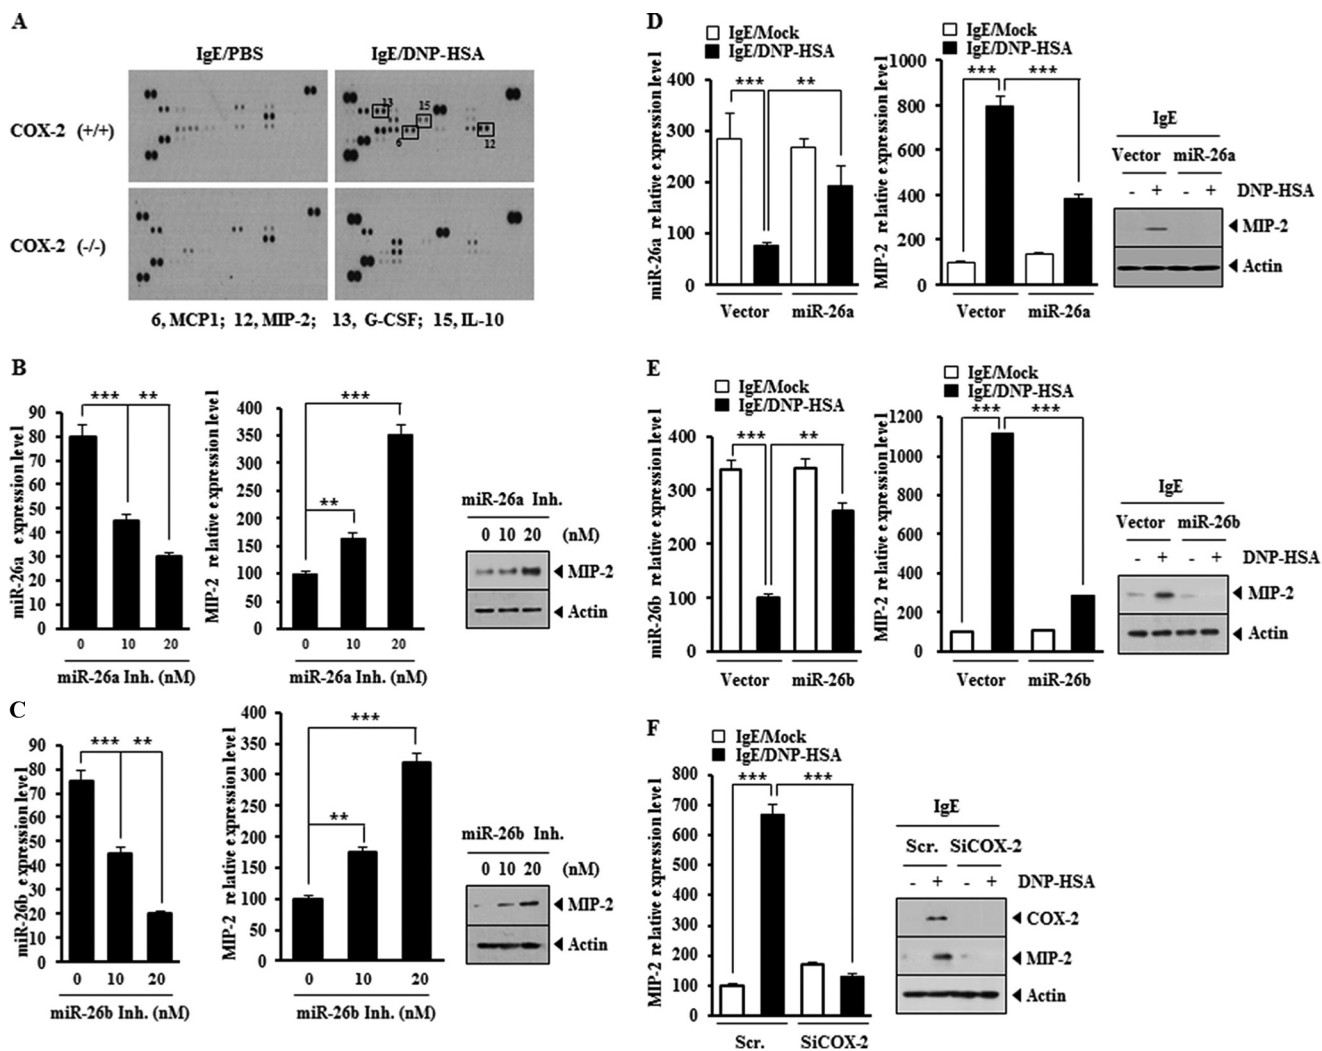 A
IgE/PBS
IgE/DNP-HSA
COX-2 (+/+)
13
15
6
12
COX-2 (-/-)
6, MCP1; 12, MIP-2; 13, G-CSF; 15, IL-10
B
miR-26a expression level
90
80
70
60
50
40
30
20
10
0
*** **
0 10 20
miR-26a Inh. (nM)
MIP-2 relative expression level
400
350
300
250
200
150
100
50
0
***
**
0 10 20
miR-26a Inh. (nM)
miR-26a Inh.
0 10 20 (nM)
MIP-2
Actin
C
miR-26b expression level
90
80
70
60
50
40
30
20
10
0
*** **
0 10 20
miR-26b Inh. (nM)
MIP-2 relative expression level
400
350
300
250
200
150
100
50
0
***
**
0 10 20
miR-26b Inh. (nM)
miR-26b Inh.
0 10 20 (nM)
MIP-2
Actin
D
IgE/Mock
IgE/DNP-HSA
miR-26a relative expression level
400
300
200
100
0
*** **
Vector miR-26a
IgE/Mock
IgE/DNP-HSA
MIP-2 relative expression level
1000
800
600
400
200
0
*** ***
Vector miR-26a
IgE
Vector miR-26a
- + - + DNP-HSA
MIP-2
Actin
E
IgE/Mock
IgE/DNP-HSA
miR-26b relative expression level
400
300
200
100
0
*** **
Vector miR-26b
IgE/Mock
IgE/DNP-HSA
MIP-2 relative expression level
1200
1000
800
600
400
200
0
*** ***
Vector miR-26b
IgE
Vector miR-26b
- + - + DNP-HSA
MIP-2
Actin
F
IgE/Mock
IgE/DNP-HSA
MIP-2 relative expression level
800
700
600
500
400
300
200
100
0
*** ***
Scr. SiCOX-2
IgE
Scr. SiCOX-2
- + - + DNP-HSA
COX-2
MIP-2
Actin